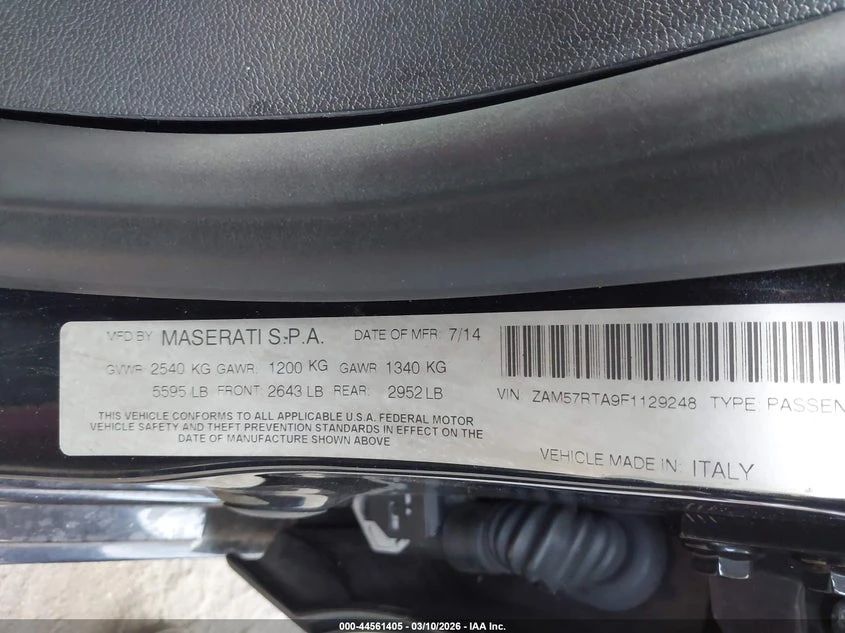 MFD BY MASERATI S.P.A. DATE OF MFR 7/14
GVWR 2540 KG GAWR 1200 KG GAWR 1340 KG
5595 LB FRONT 2643 LB REAR: 2952 LB
THIS VEHICLE CONFORMS TO ALL APPLICABLE U.S.A. FEDERAL MOTOR
VEHICLE SAFETY AND THEFT PREVENTION STANDARDS IN EFFECT ON THE
DATE OF MANUFACTURE SHOWN ABOVE
VIN ZAM57RTA9F1129248 TYPE: PASSEN
VEHICLE MADE IN: ITALY
000-44561405 - 03/10/2026 - IAA Inc.